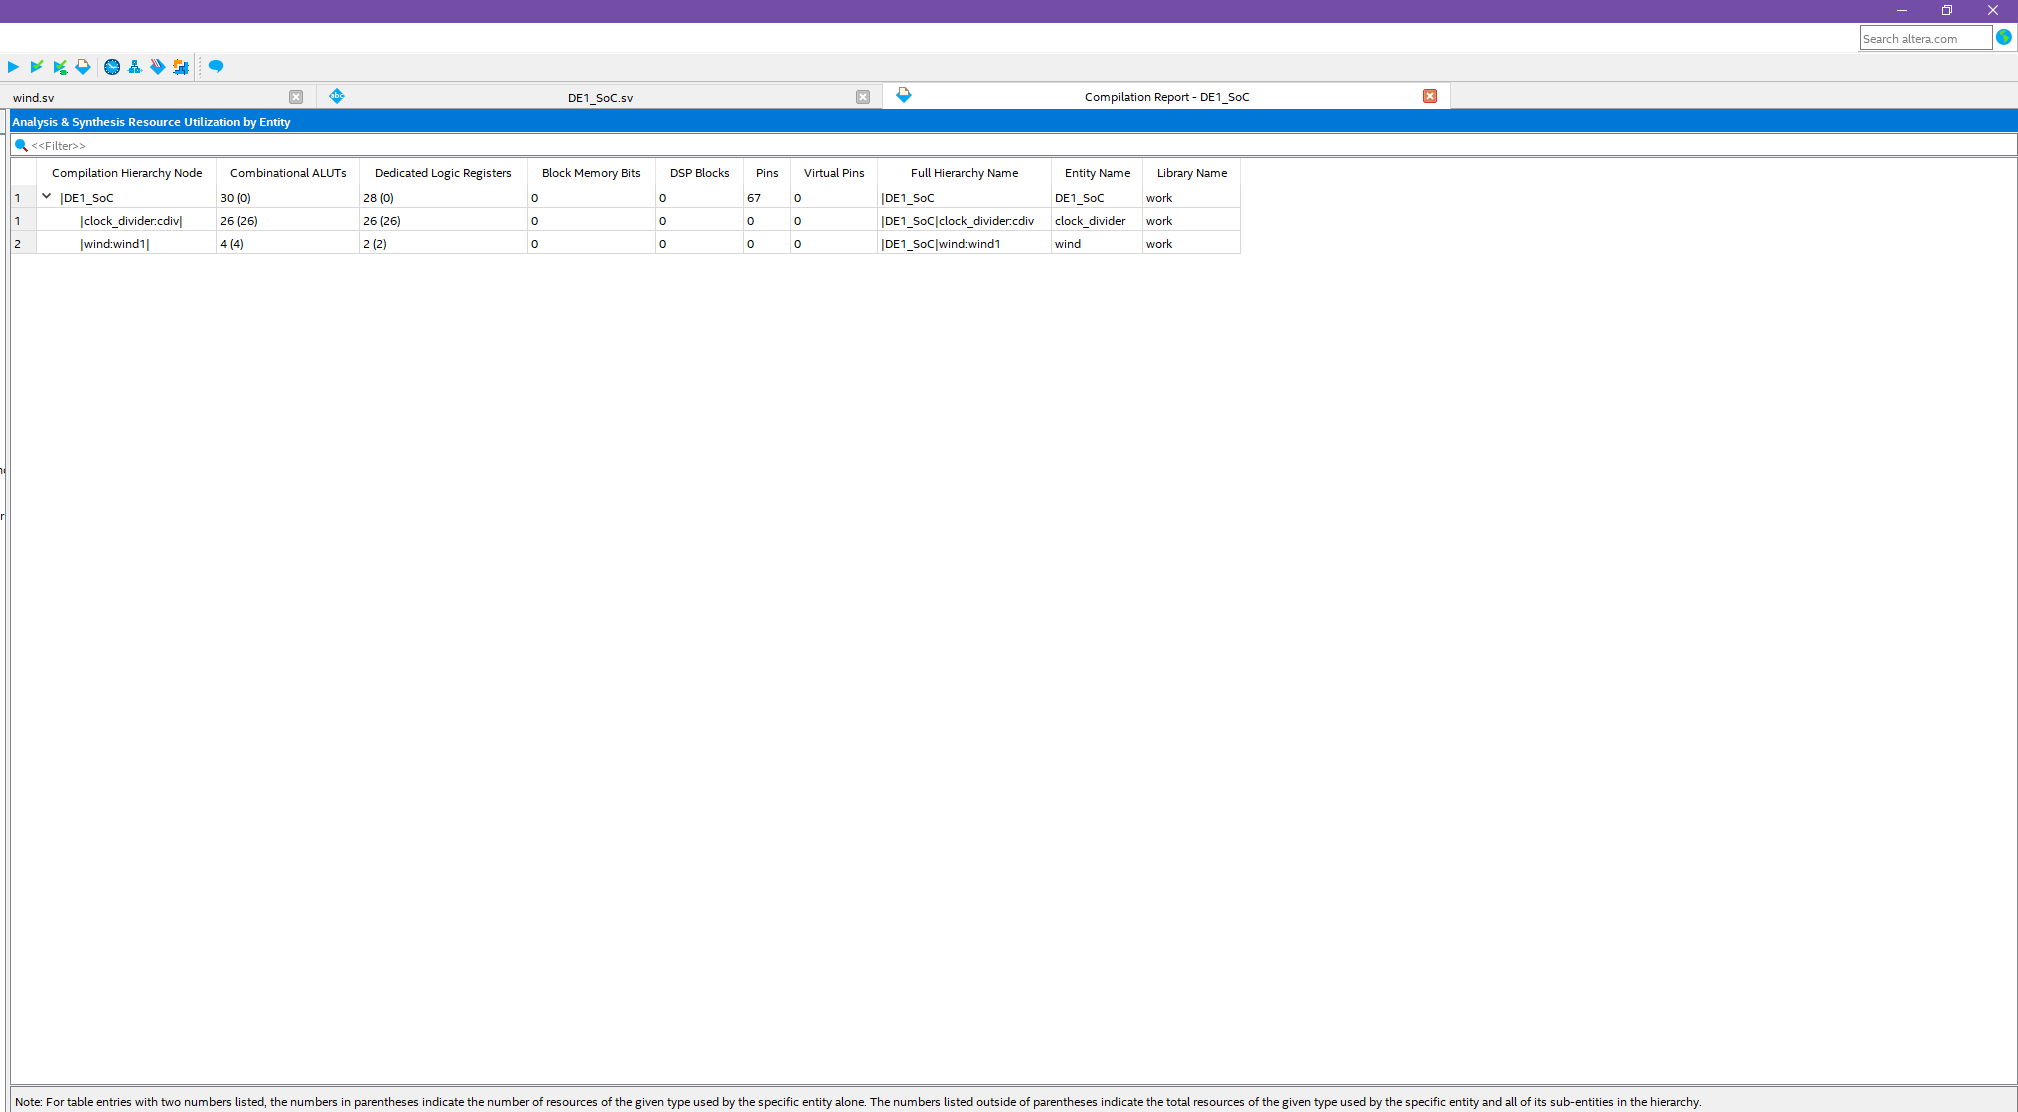 Search altera.com
wind.sv
DE1_SoC.sv
Compilation Report - DE1_SoC
Analysis & Synthesis Resource Utilization by Entity
<<Filter>>
Compilation Hierarchy Node Combinational ALUTs Dedicated Logic Registers Block Memory Bits DSP Blocks Pins Virtual Pins Full Hierarchy Name Entity Name Library Name
1 |DE1_SoC 30 (0) 28 (0) 0 0 67 0 |DE1_SoC DE1_SoC work
1 |clock_divider:cdiv| 26 (26) 26 (26) 0 0 0 0 |DE1_SoC|clock_divider:cdiv clock_divider work
2 |wind:wind1| 4 (4) 2 (2) 0 0 0 0 |DE1_SoC|wind:wind1 wind work
Note: For table entries with two numbers listed, the numbers in parentheses indicate the number of resources of the given type used by the specific entity alone. The numbers listed outside of parentheses indicate the total resources of the given type used by the specific entity and all of its sub-entities in the hierarchy.